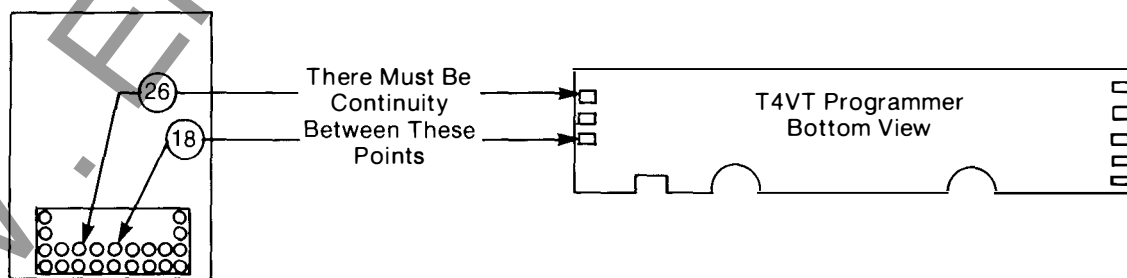 26
18
There Must Be
Continuity
Between These
Points
T4VT Programmer
Bottom View